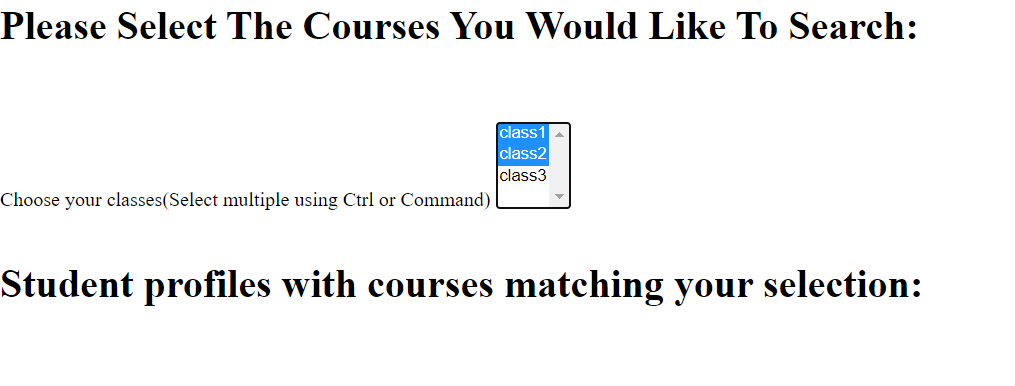 Please Select The Courses You Would Like To Search:
class1
class2
class3
Choose your classes(Select multiple using Ctrl or Command)
Student profiles with courses matching your selection: